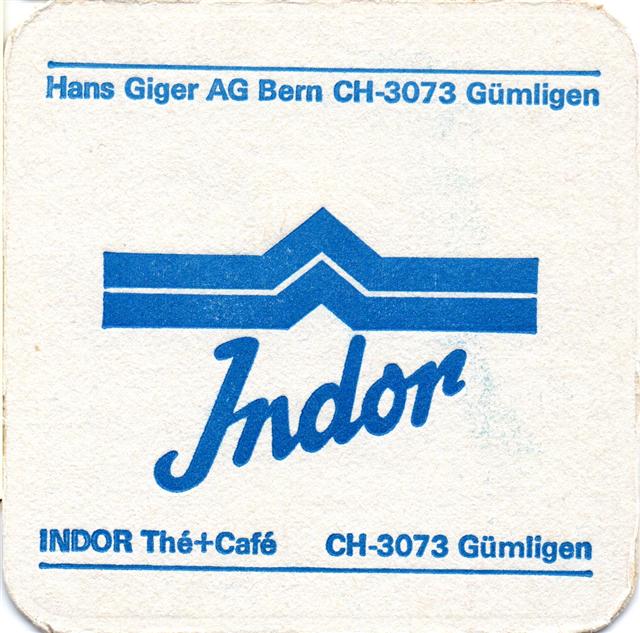 Hans Giger AG Bern CH-3073 Gümligen
Indor
INDOR Thé+Café CH-3073 Gümligen